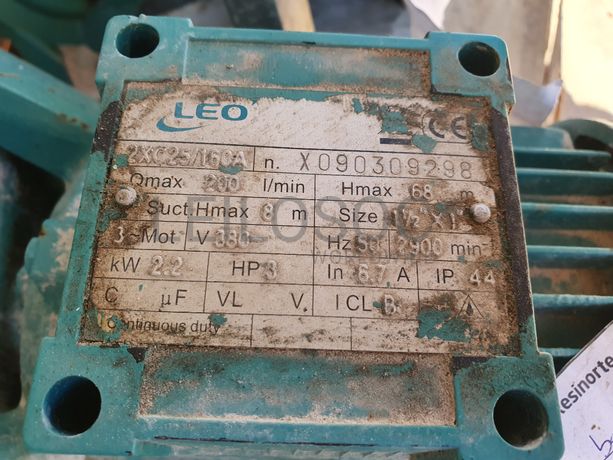 LEO
CE
2XC25/160A n. X090309298
Qmax 200 l/min Hmax 68 m
Suct.Hmax 8 m Size 1½"X1"
3~Mot V 380 Hz 50 2900 min⁻
kW 2.2 HP 3 In 6.7 A IP 44
C µF VL V. I CL B
Continuous duty
esinorte